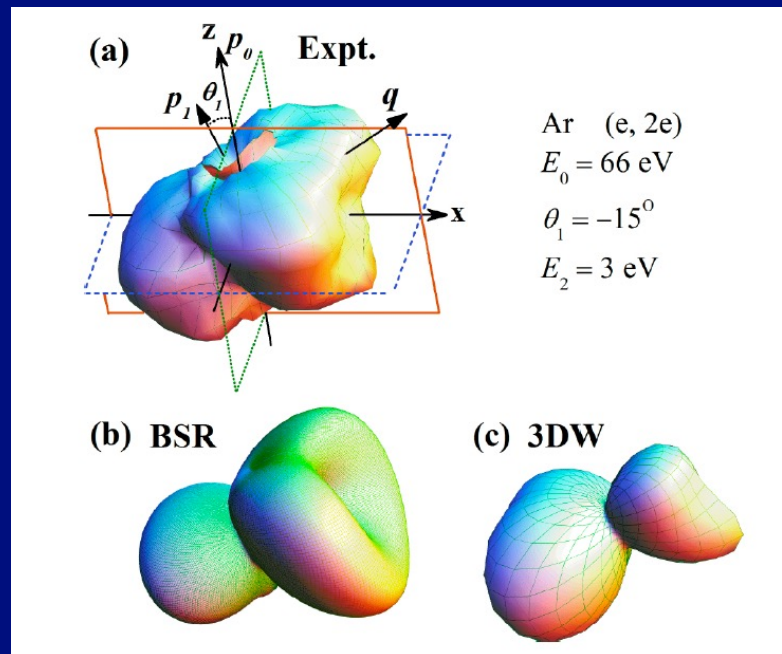 (a) Expt.
z p₀
θ₁
p₁
q
x
Ar (e, 2e)
E₀ = 66 eV
θ₁ = −15°
E₂ = 3 eV
(b) BSR
(c) 3DW